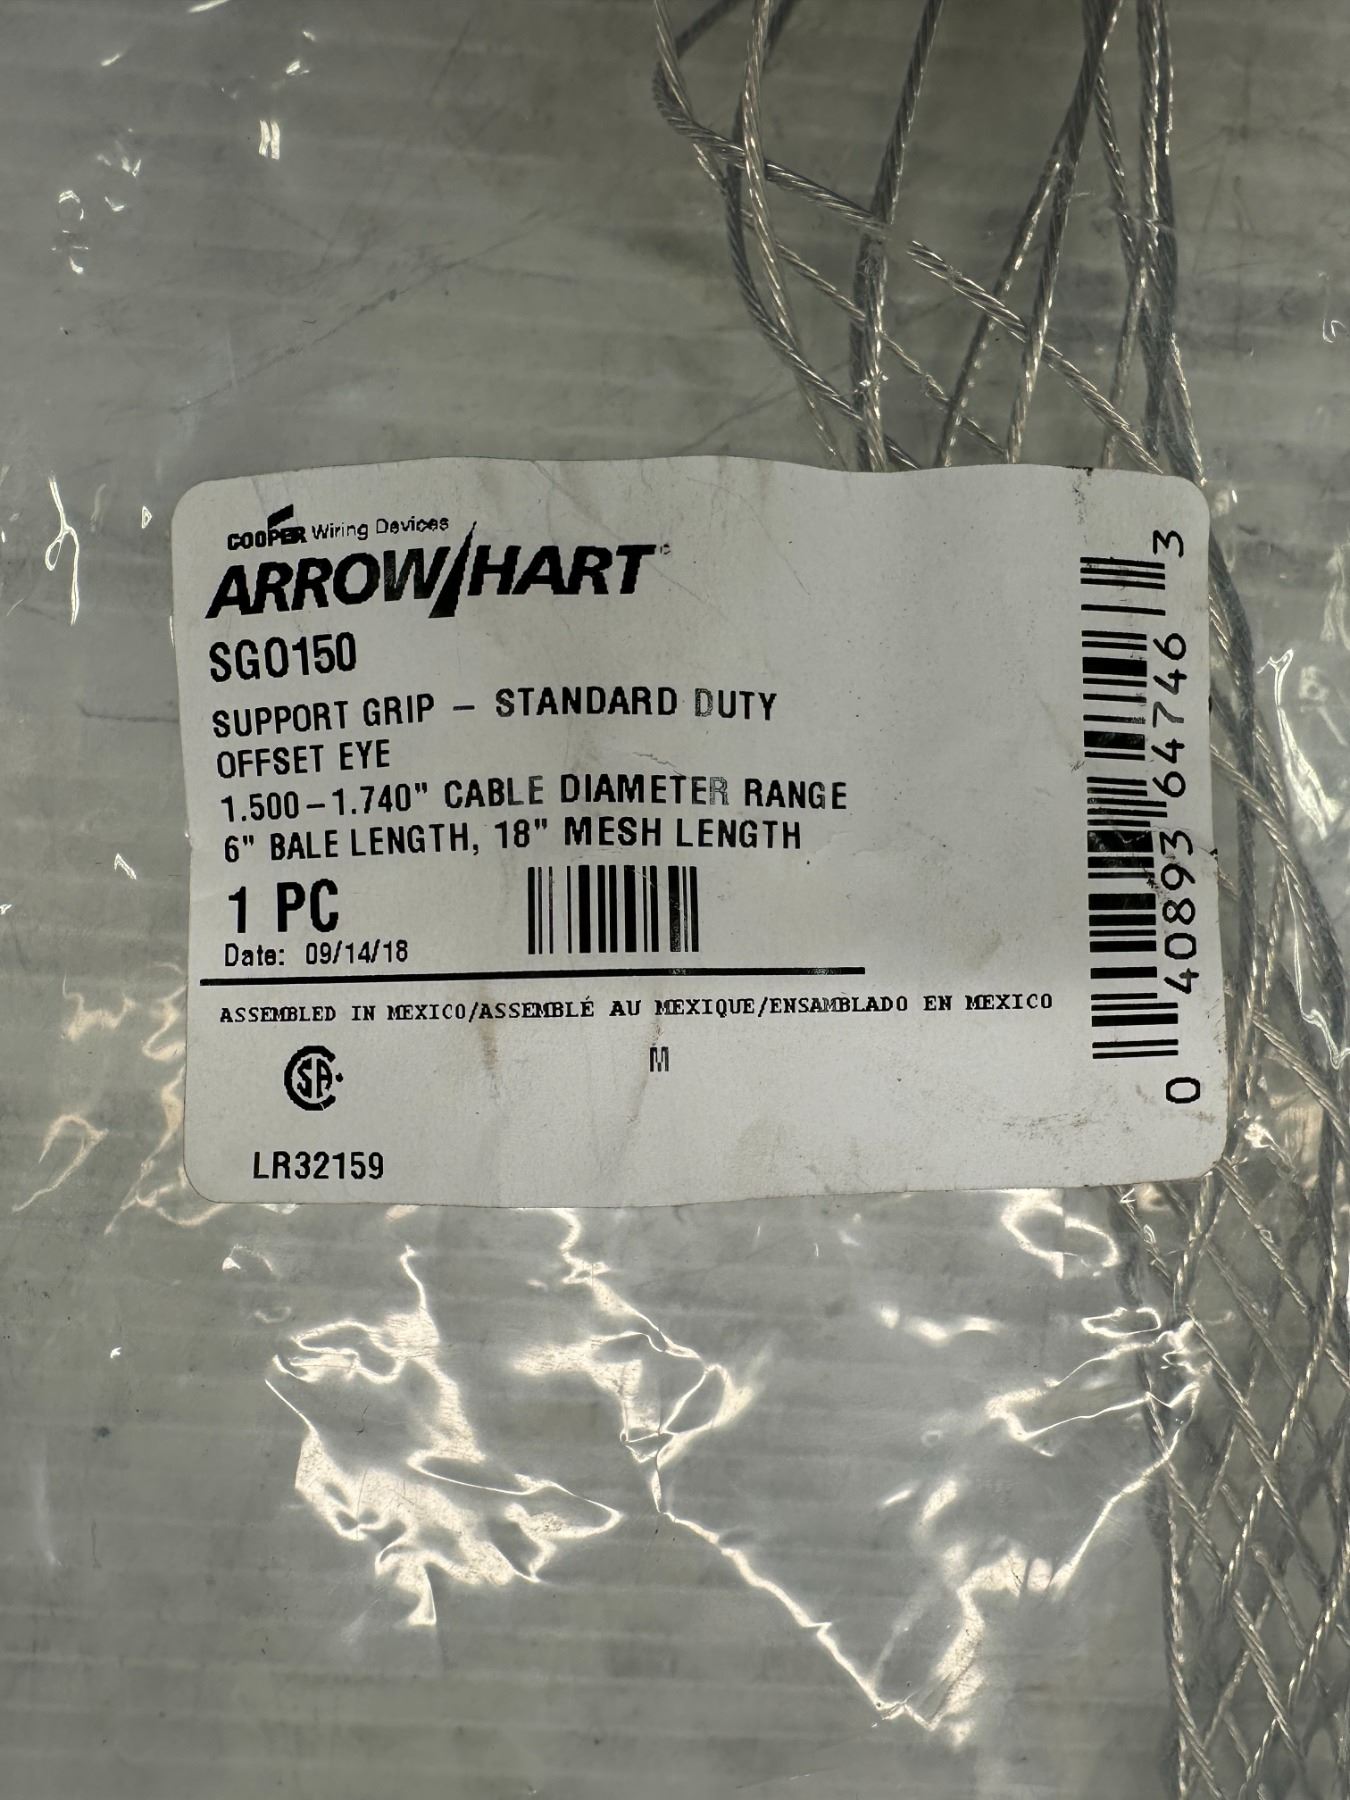 COOPER Wiring Devices
ARROW/HART
SGO150
SUPPORT GRIP – STANDARD DUTY
OFFSET EYE
1.500–1.740" CABLE DIAMETER RANGE
6" BALE LENGTH, 18" MESH LENGTH
1 PC
Date: 09/14/18
ASSEMBLED IN MEXICO/ASSEMBLÉ AU MEXIQUE/ENSAMBLADO EN MEXICO
CSA
M
LR32159
0 40893 64746 3